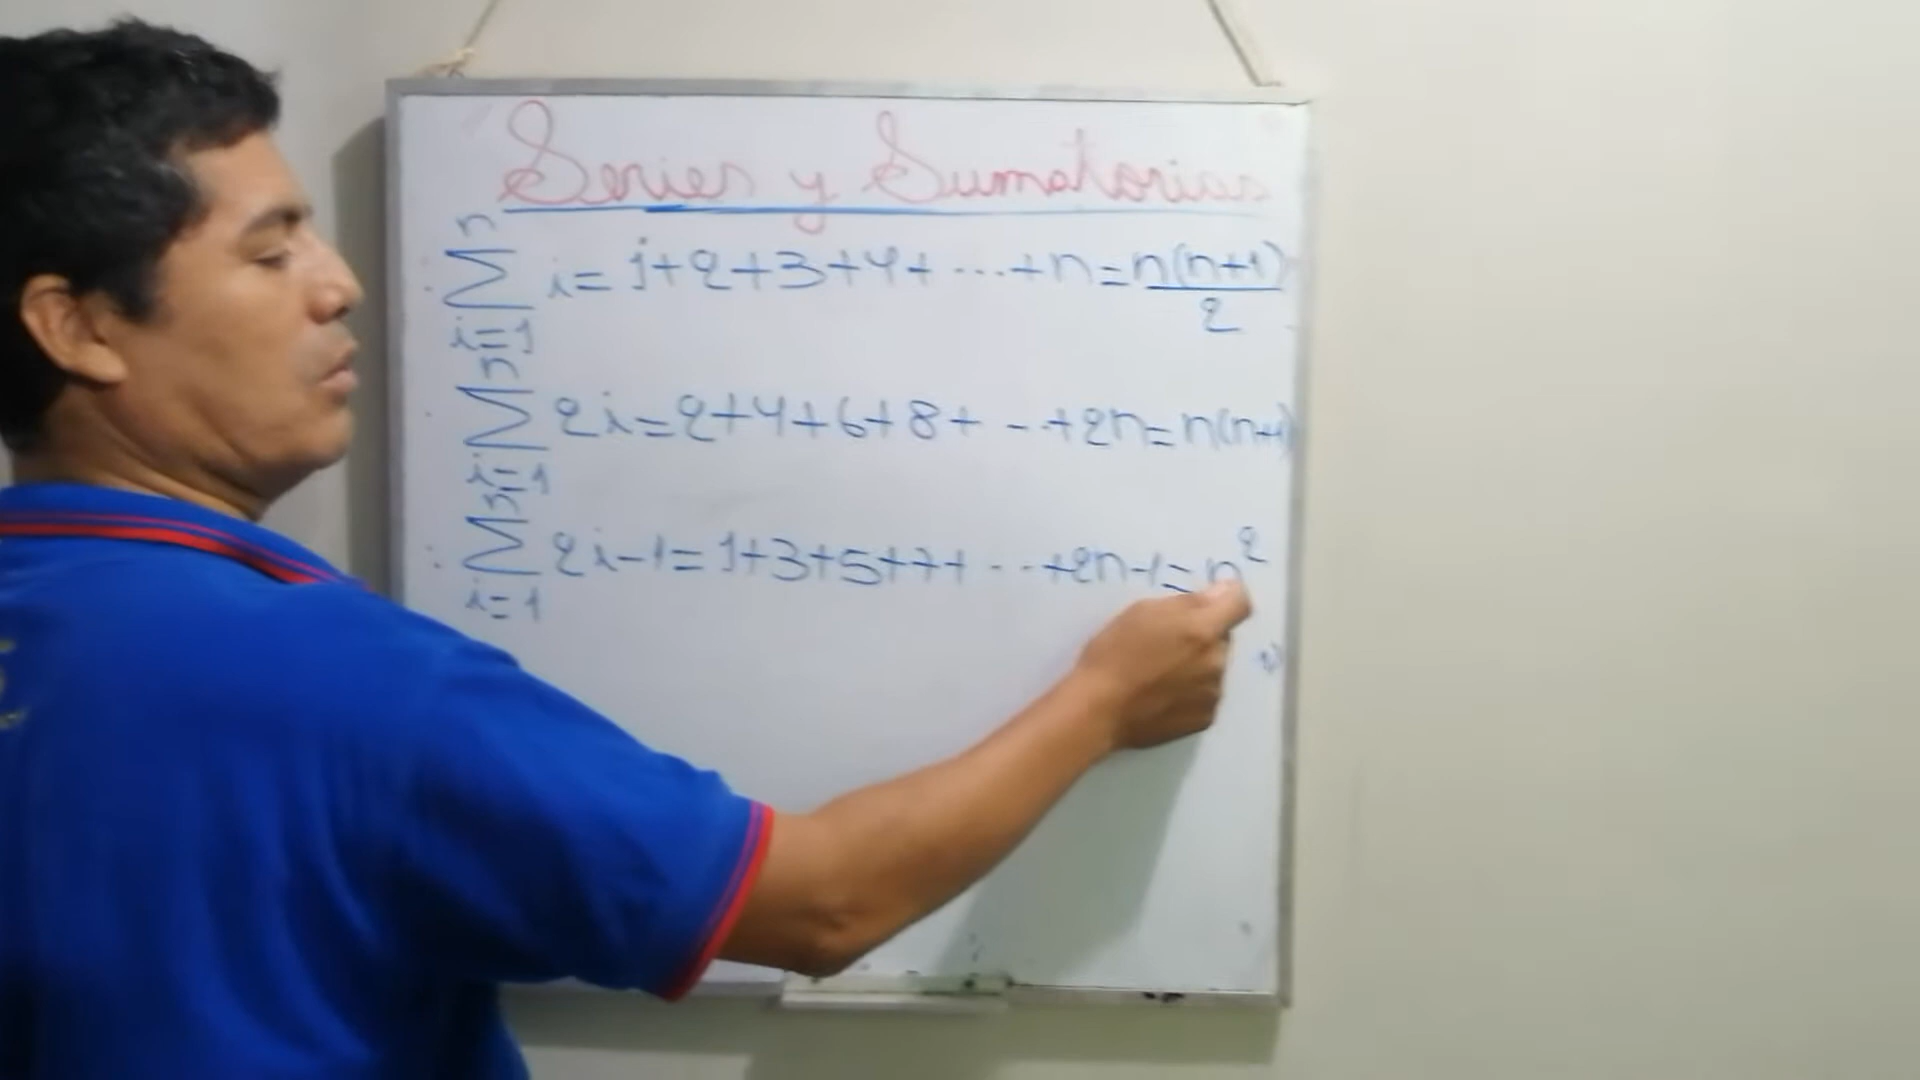 Series y Sumatorias
n
∑ i = 1+2+3+4+ ...+n = n(n+1)/2
i=1
n
∑ 2i = 2+4+6+8+ ...+2n = n(n+1)
i=1
n
∑ 2i-1 = 1+3+5+7+ ...+2n-1 = n²
i=1